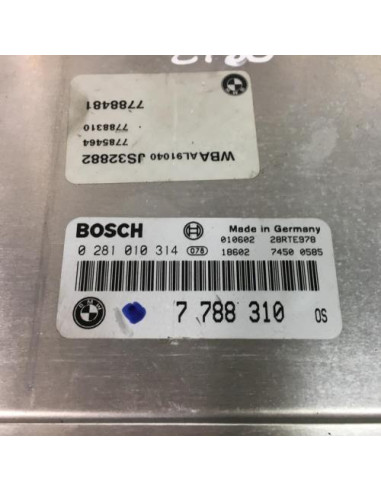 7788481
7788310
7785464
WBAAL91040 JS32882
BOSCH
Made in Germany
0 281 010 314 078
010602 28RTE978
18602 7450 0585
BMW
7 788 310 OS